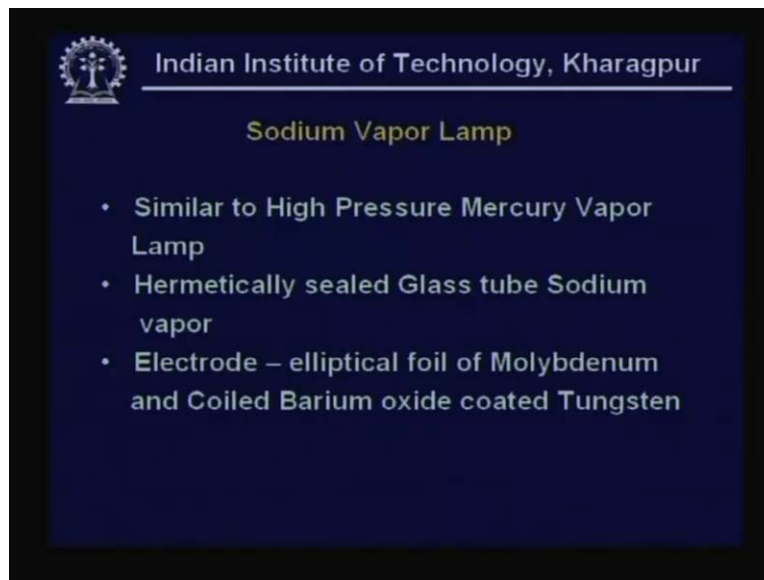 Indian Institute of Technology, Kharagpur
Sodium Vapor Lamp
• Similar to High Pressure Mercury Vapor
Lamp
• Hermetically sealed Glass tube Sodium
vapor
• Electrode – elliptical foil of Molybdenum
and Coiled Barium oxide coated Tungsten